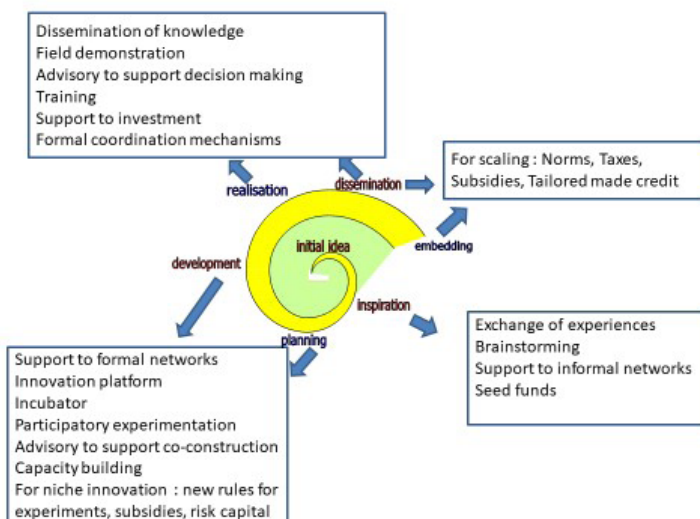 Dissemination of knowledge
Field demonstration
Advisory to support decision making
Training
Support to investment
Formal coordination mechanisms
For scaling : Norms, Taxes,
Subsidies, Tailored made credit
realisation
dissemination
embedding
initial idea
development
inspiration
planning
Exchange of experiences
Brainstorming
Support to informal networks
Seed funds
Support to formal networks
Innovation platform
Incubator
Participatory experimentation
Advisory to support co-construction
Capacity building
For niche innovation : new rules for
experiments, subsidies, risk capital